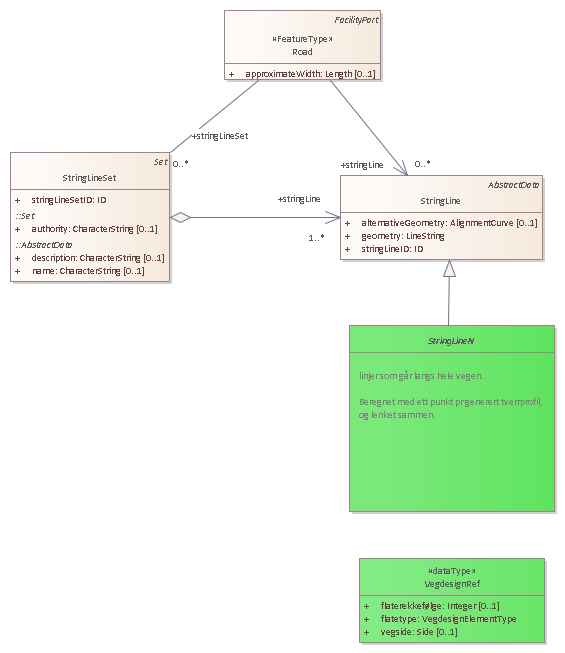 FacilityPart
«FeatureType»
Road
+ approximateWidth: Length [0..1]
+stringLineSet
0..*
+stringLine
0..*
Set
StringLineSet
+ stringLineSetID: ID
::Set
+ authority: CharacterString [0..1]
::AbstractData
+ description: CharacterString [0..1]
+ name: CharacterString [0..1]
+stringLine
1..*
AbstractData
StringLine
+ alternativeGeometry: AlignmentCurve [0..1]
+ geometry: LineString
+ stringLineID: ID
StringLineN
linjer som går langs hele vegen.
Beregnet med ett punkt pr generert tverrprofil,
og lenket sammen.
«dataType»
VegdesignRef
+ flaterekkefølge: Integer [0..1]
+ flatetype: VegdesignElementType
+ vegside: Side [0..1]